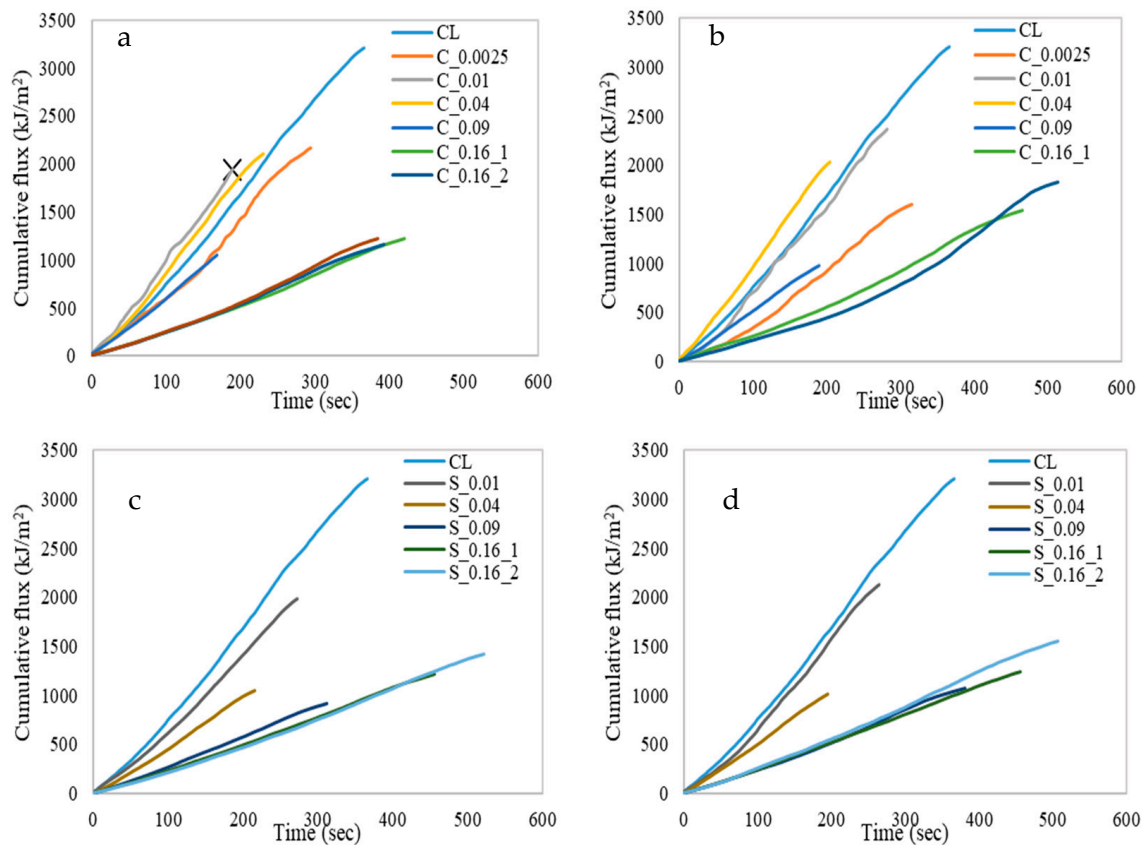 a
3500
3000
2500
2000
1500
1000
500
0
Cumulative flux (kJ/m²)
0 100 200 300 400 500 600
Time (sec)
CL
C_0.0025
C_0.01
C_0.04
C_0.09
C_0.16_1
C_0.16_2
b
3500
3000
2500
2000
1500
1000
500
0
Cumulative flux (kJ/m²)
0 100 200 300 400 500 600
Time (sec)
CL
C_0.0025
C_0.01
C_0.04
C_0.09
C_0.16_1
c
3500
3000
2500
2000
1500
1000
500
0
Cumulative flux (kJ/m²)
0 100 200 300 400 500 600
Time (sec)
CL
S_0.01
S_0.04
S_0.09
S_0.16_1
S_0.16_2
d
3500
3000
2500
2000
1500
1000
500
0
Cumulative flux (kJ/m²)
0 100 200 300 400 500 600
Time (sec)
CL
S_0.01
S_0.04
S_0.09
S_0.16_1
S_0.16_2